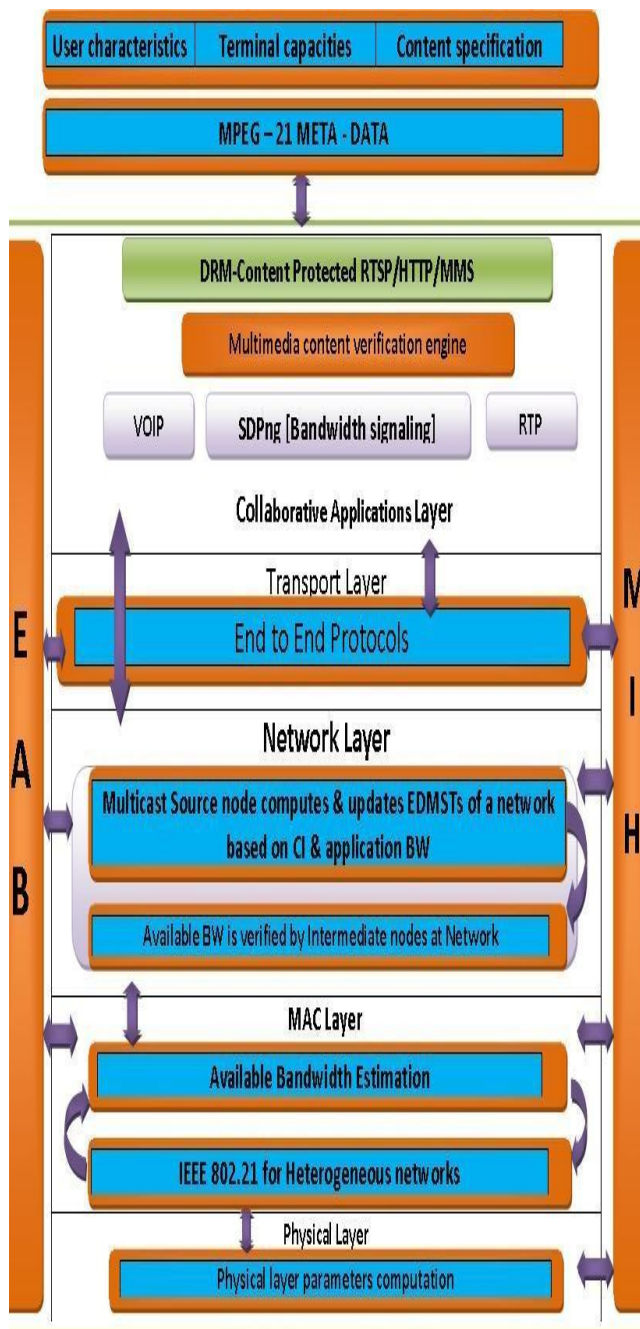 User characteristics Terminal capacities Content specification
MPEG – 21 META - DATA
DRM-Content Protected RTSP/HTTP/MMS
Multimedia content verification engine
VOIP SDPng [Bandwidth signaling] RTP
Collaborative Applications Layer
Transport Layer
End to End Protocols
Network Layer
Multicast Source node computes & updates EDMSTs of a network
based on CI & application BW
Available BW is verified by Intermediate nodes at Network
MAC Layer
Available Bandwidth Estimation
IEEE 802.21 for Heterogeneous networks
Physical Layer
Physical layer parameters computation
E
A
B
M
I
H